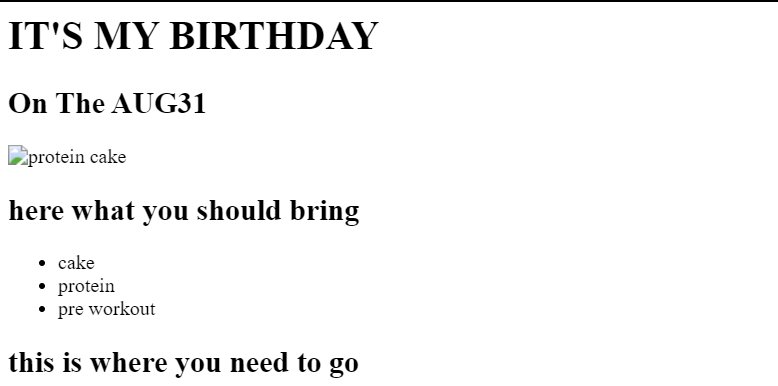 IT'S MY BIRTHDAY
On The AUG31
protein cake
here what you should bring
cake
protein
pre workout
this is where you need to go